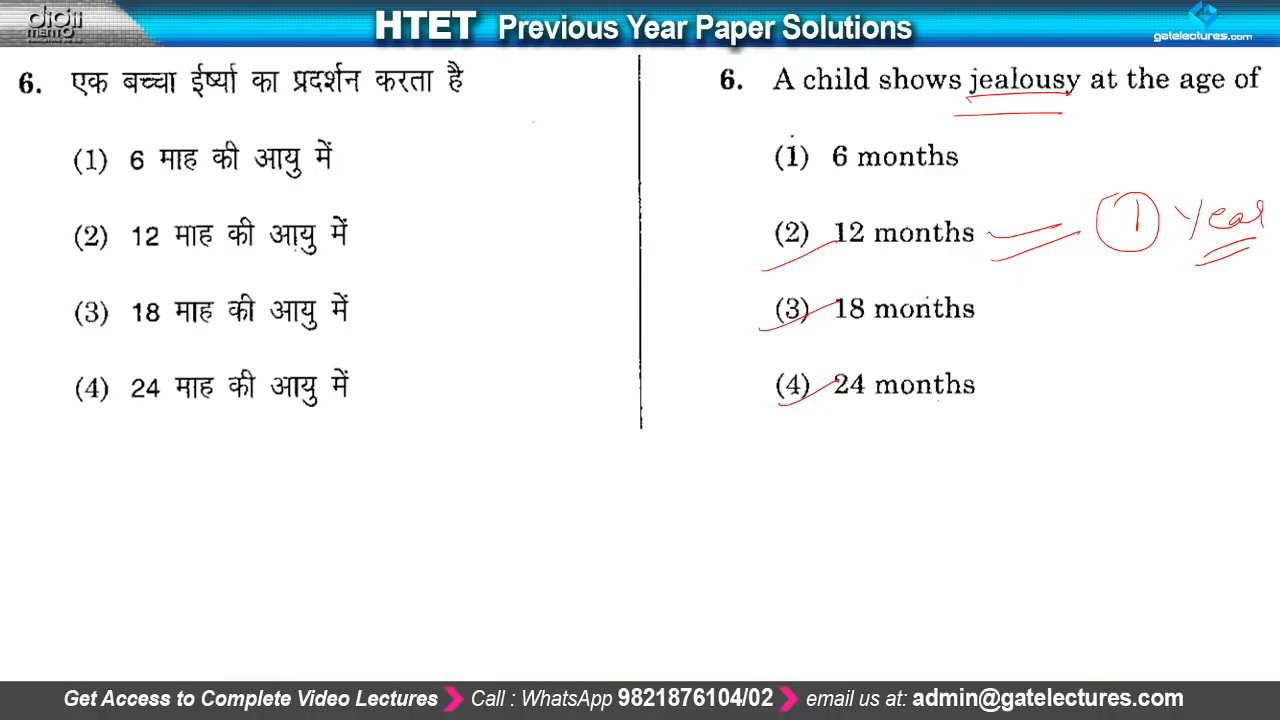 digii
MENTO
HTET Previous Year Paper Solutions
gatelectures.com
6. एक बच्चा ईर्ष्या का प्रदर्शन करता है
(1) 6 माह की आयु में
(2) 12 माह की आयु में
(3) 18 माह की आयु में
(4) 24 माह की आयु में
6. A child shows jealousy at the age of
(1) 6 months
(2) 12 months
1 Year
(3) 18 months
(4) 24 months
Get Access to Complete Video Lectures Call : WhatsApp 9821876104/02 email us at: admin@gatelectures.com